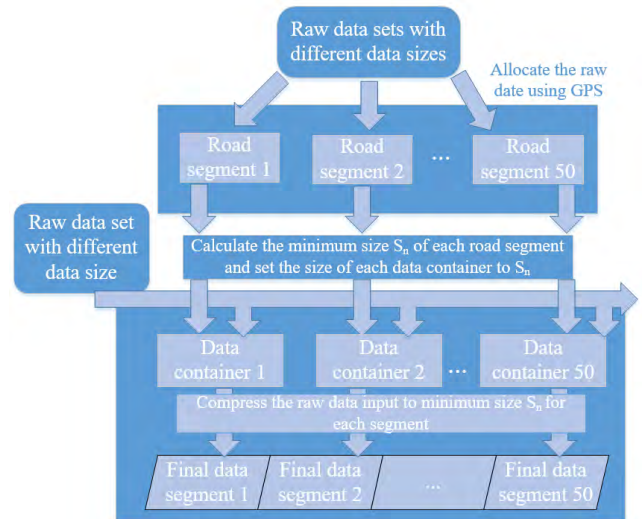 Raw data sets with
different data sizes
Allocate the raw
date using GPS
Road
segment 1
Road
segment 2
...
Road
segment 50
Raw data set
with different
data size
Calculate the minimum size Sn of each road segment
and set the size of each data container to Sn
Data
container 1
Data
container 2
...
Data
container 50
Compress the raw data input to minimum size Sn for
each segment
Final data
segment 1
Final data
segment 2
...
Final data
segment 50